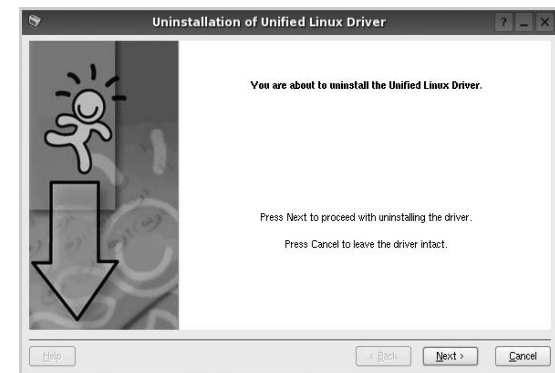 Uninstallation of Unified Linux Driver
You are about to uninstall the Unified Linux Driver.
Press Next to proceed with uninstalling the driver.
Press Cancel to leave the driver intact.
Help
< Back
Next >
Cancel